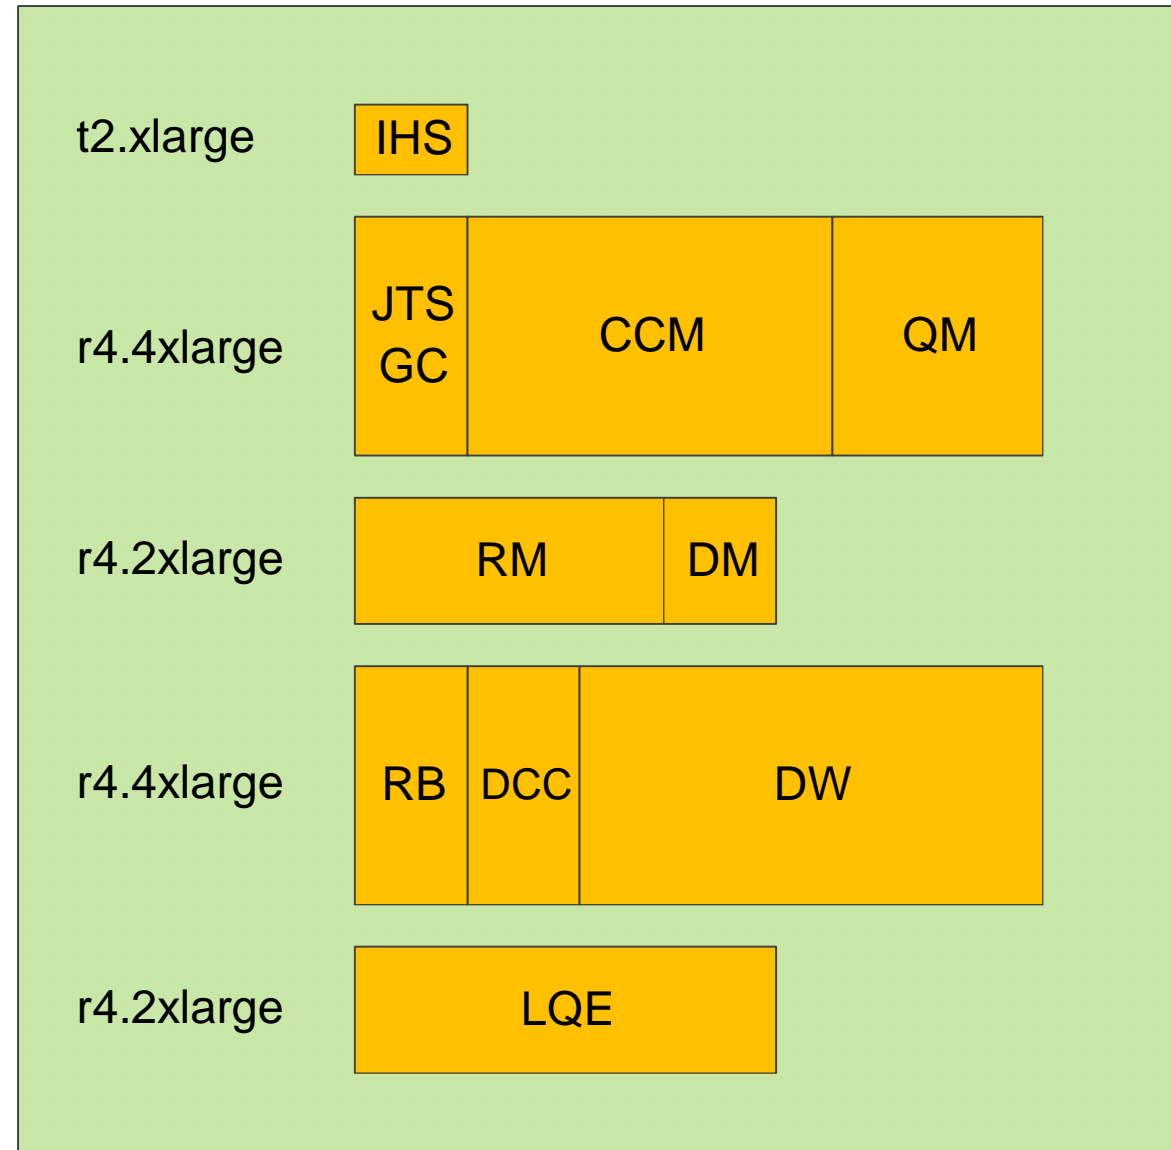 t2.xlarge
IHS
r4.4xlarge
JTS
GC
CCM
QM
r4.2xlarge
RM
DM
r4.4xlarge
RB
DCC
DW
r4.2xlarge
LQE